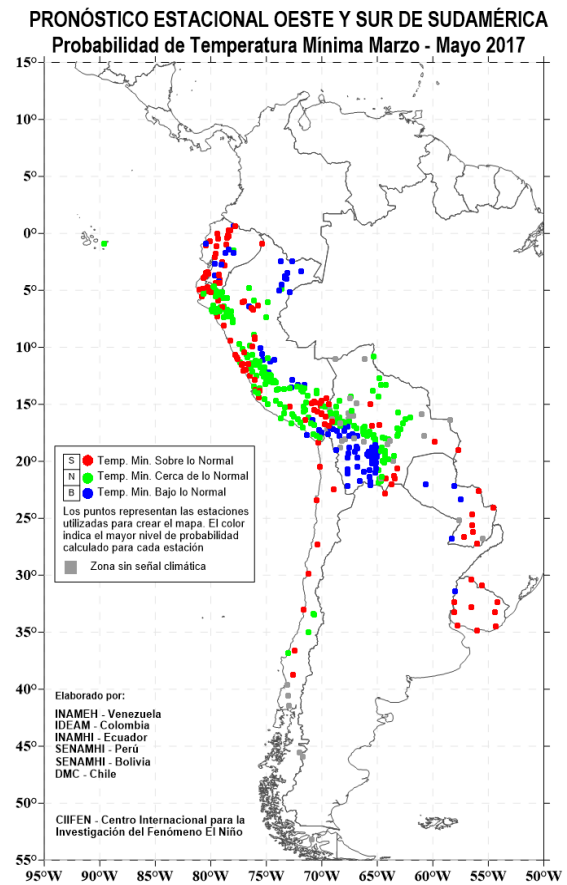 PRONÓSTICO ESTACIONAL OESTE Y SUR DE SUDAMÉRICA
Probabilidad de Temperatura Mínima Marzo - Mayo 2017
15º
10º
5º
0º
5º
10º
15º
20º
25º
30º
35º
40º
45º
50º
55º
95ºW
90ºW
85ºW
80ºW
75ºW
70ºW
65ºW
60ºW
55ºW
50ºW
S Temp. Min. Sobre lo Normal
N Temp. Min. Cerca de lo Normal
B Temp. Min. Bajo lo Normal
Los puntos representan las estaciones
utilizadas para crear el mapa. El color
indica el mayor nivel de probabilidad
calculado para cada estación
Zona sin señal climática
Elaborado por:
INAMEH - Venezuela
IDEAM - Colombia
INAMHI - Ecuador
SENAMHI - Perú
SENAMHI - Bolivia
DMC - Chile
CIIFEN - Centro Internacional para la
Investigación del Fenómeno El Niño